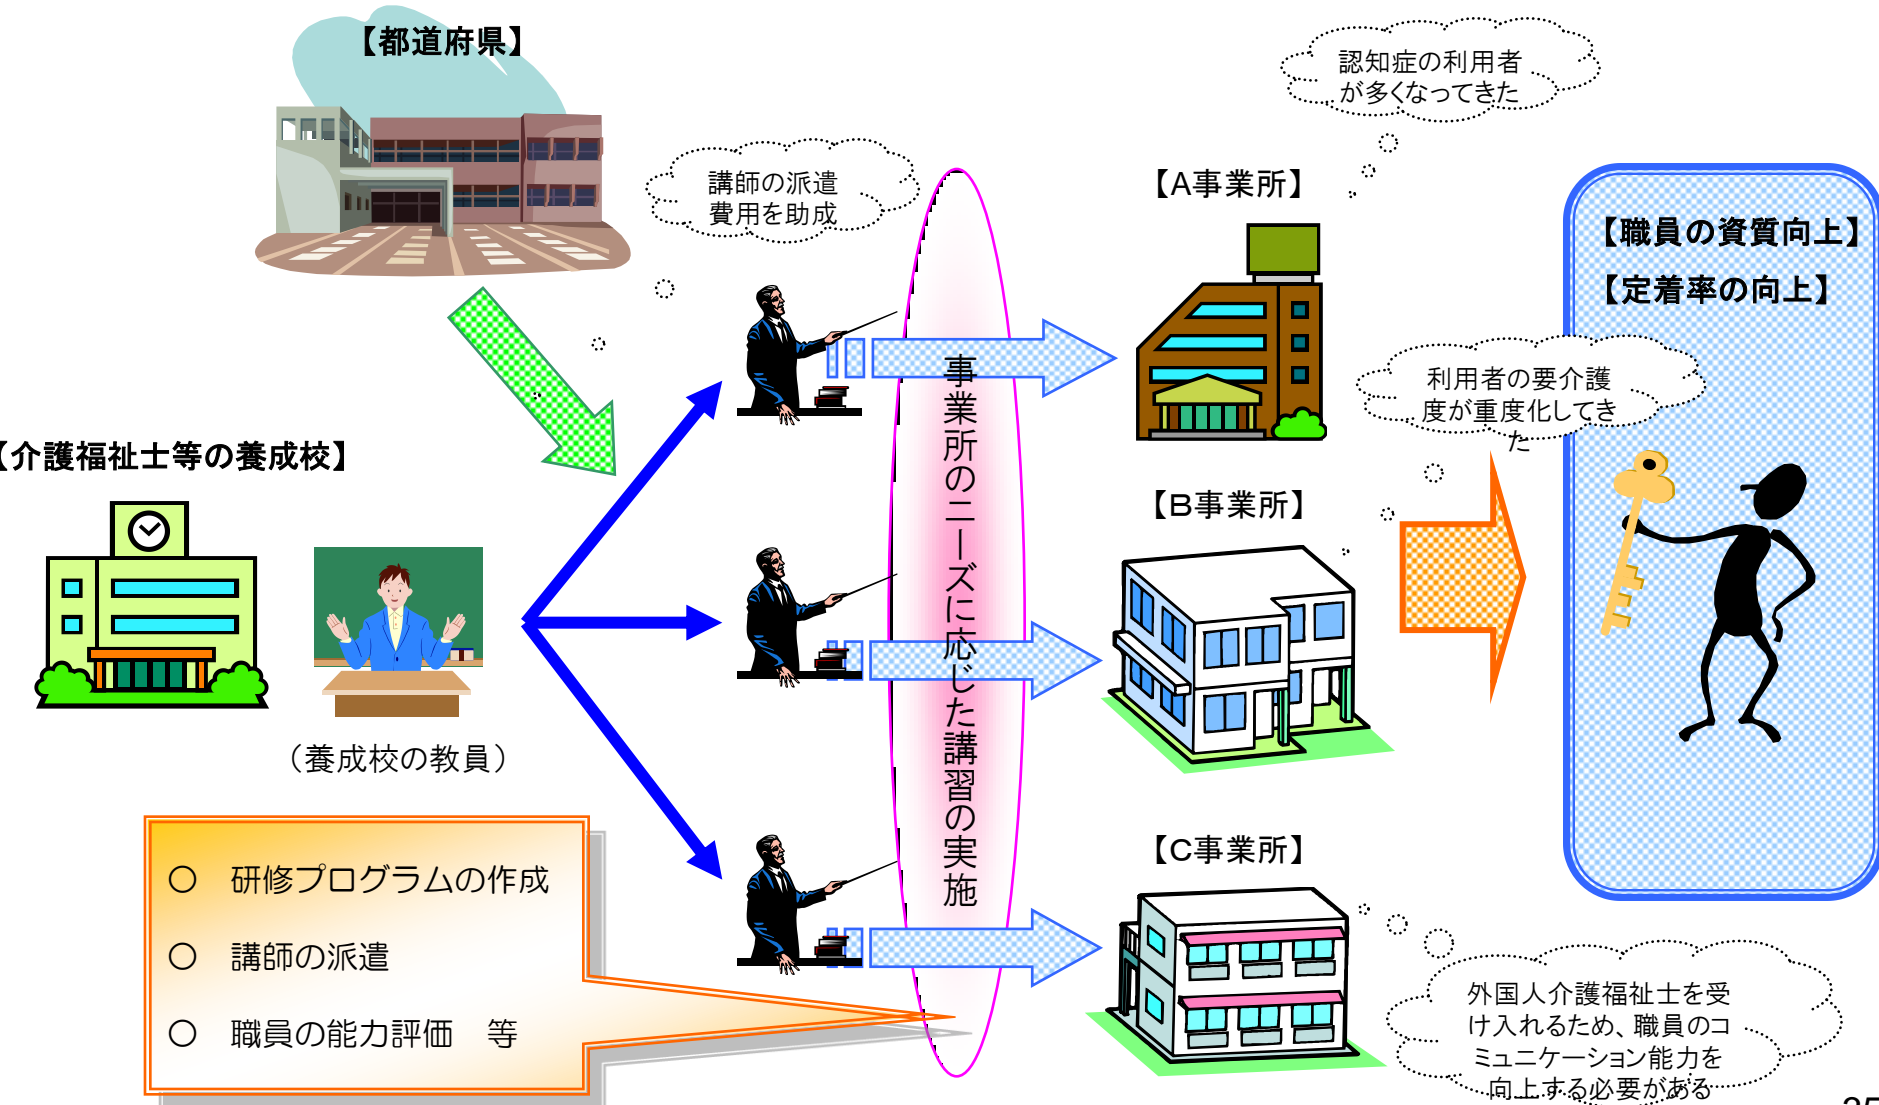 【都道府県】
認知症の利用者
が多くなってきた
講師の派遣
費用を助成
【A事業所】
【職員の資質向上】
【定着率の向上】
利用者の要介護
度が重度化してき
た
【介護福祉士等の養成校】
【B事業所】
事業所のニーズに応じた講習の実施
（養成校の教員）
【C事業所】
○　研修プログラムの作成
○　講師の派遣
○　職員の能力評価　等
外国人介護福祉士を受
け入れるため、職員のコ
ミュニケーション能力を
向上する必要がある